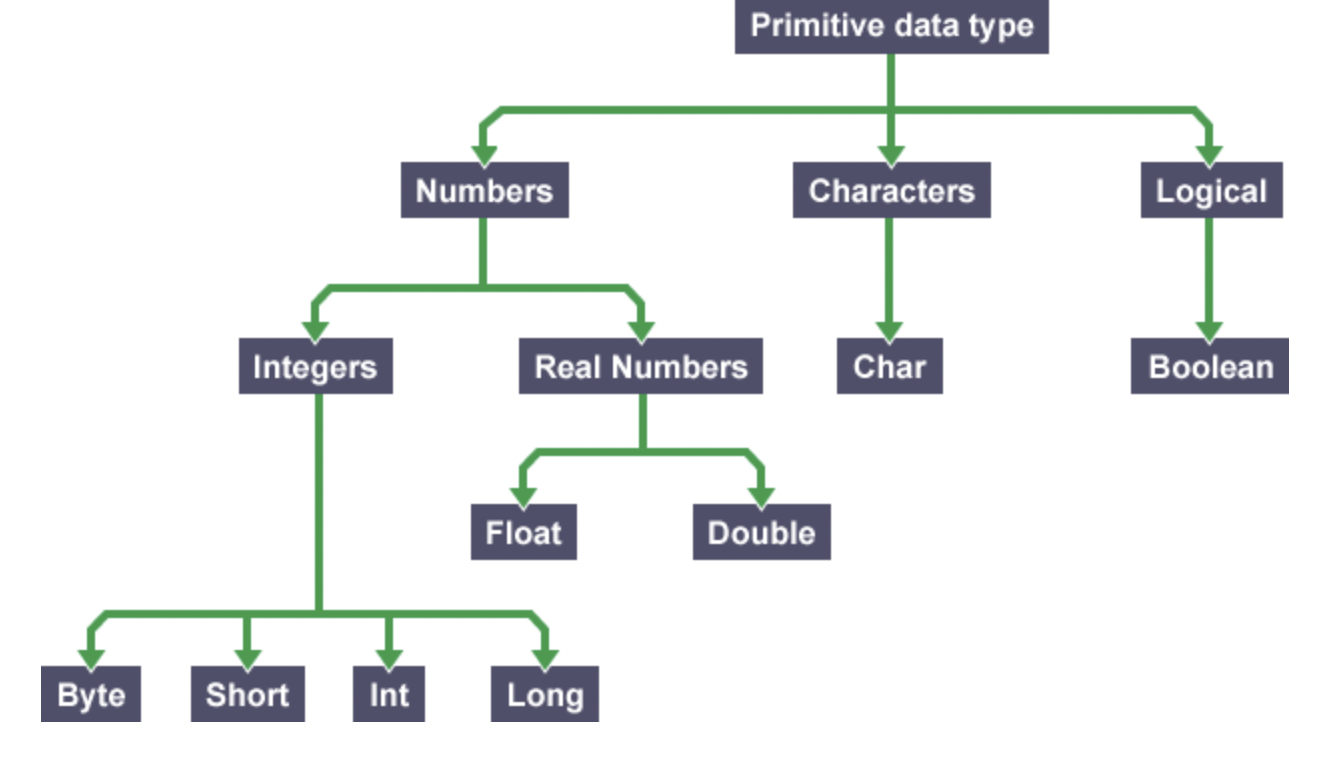 Primitive data type
Numbers
Characters
Logical
Integers
Real Numbers
Char
Boolean
Float
Double
Byte
Short
Int
Long